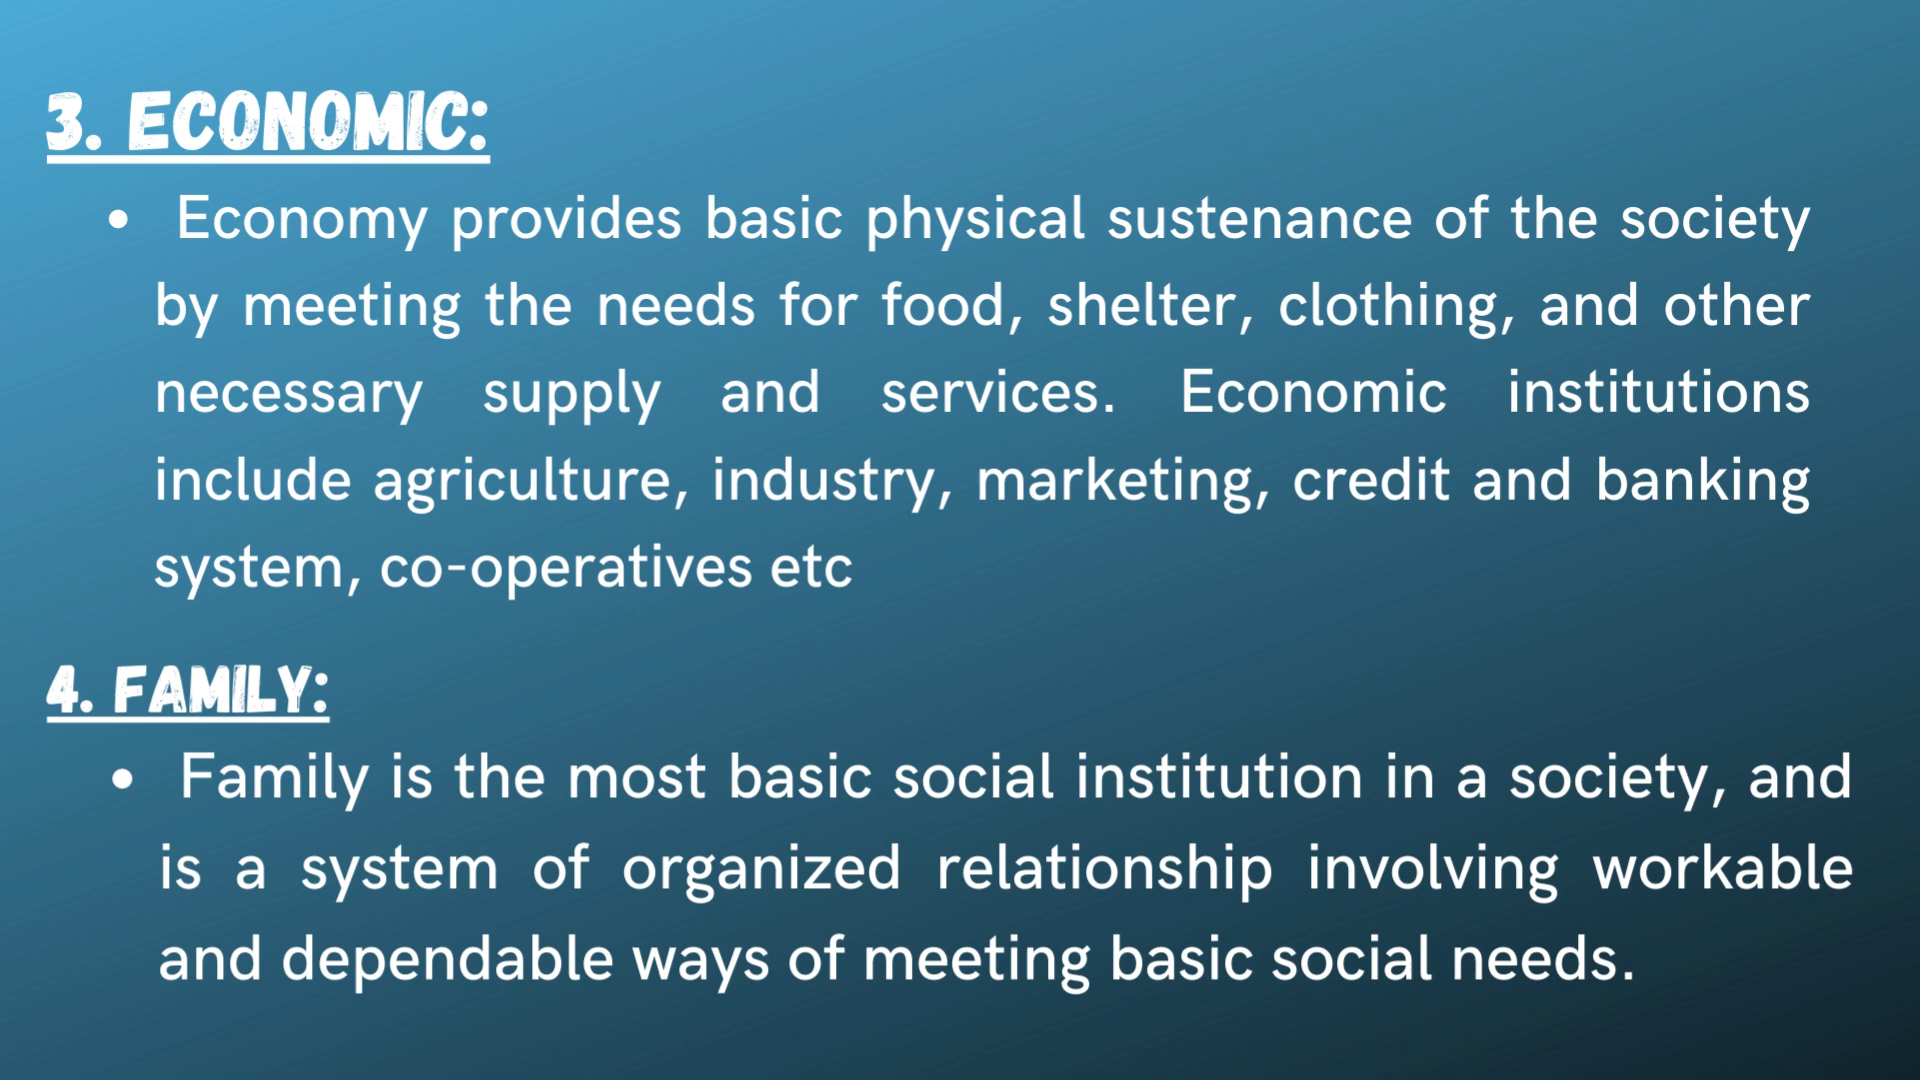 3. ECONOMIC:
• Economy provides basic physical sustenance of the society
by meeting the needs for food, shelter, clothing, and other
necessary supply and services. Economic institutions
include agriculture, industry, marketing, credit and banking
system, co-operatives etc
4. FAMILY:
• Family is the most basic social institution in a society, and
is a system of organized relationship involving workable
and dependable ways of meeting basic social needs.